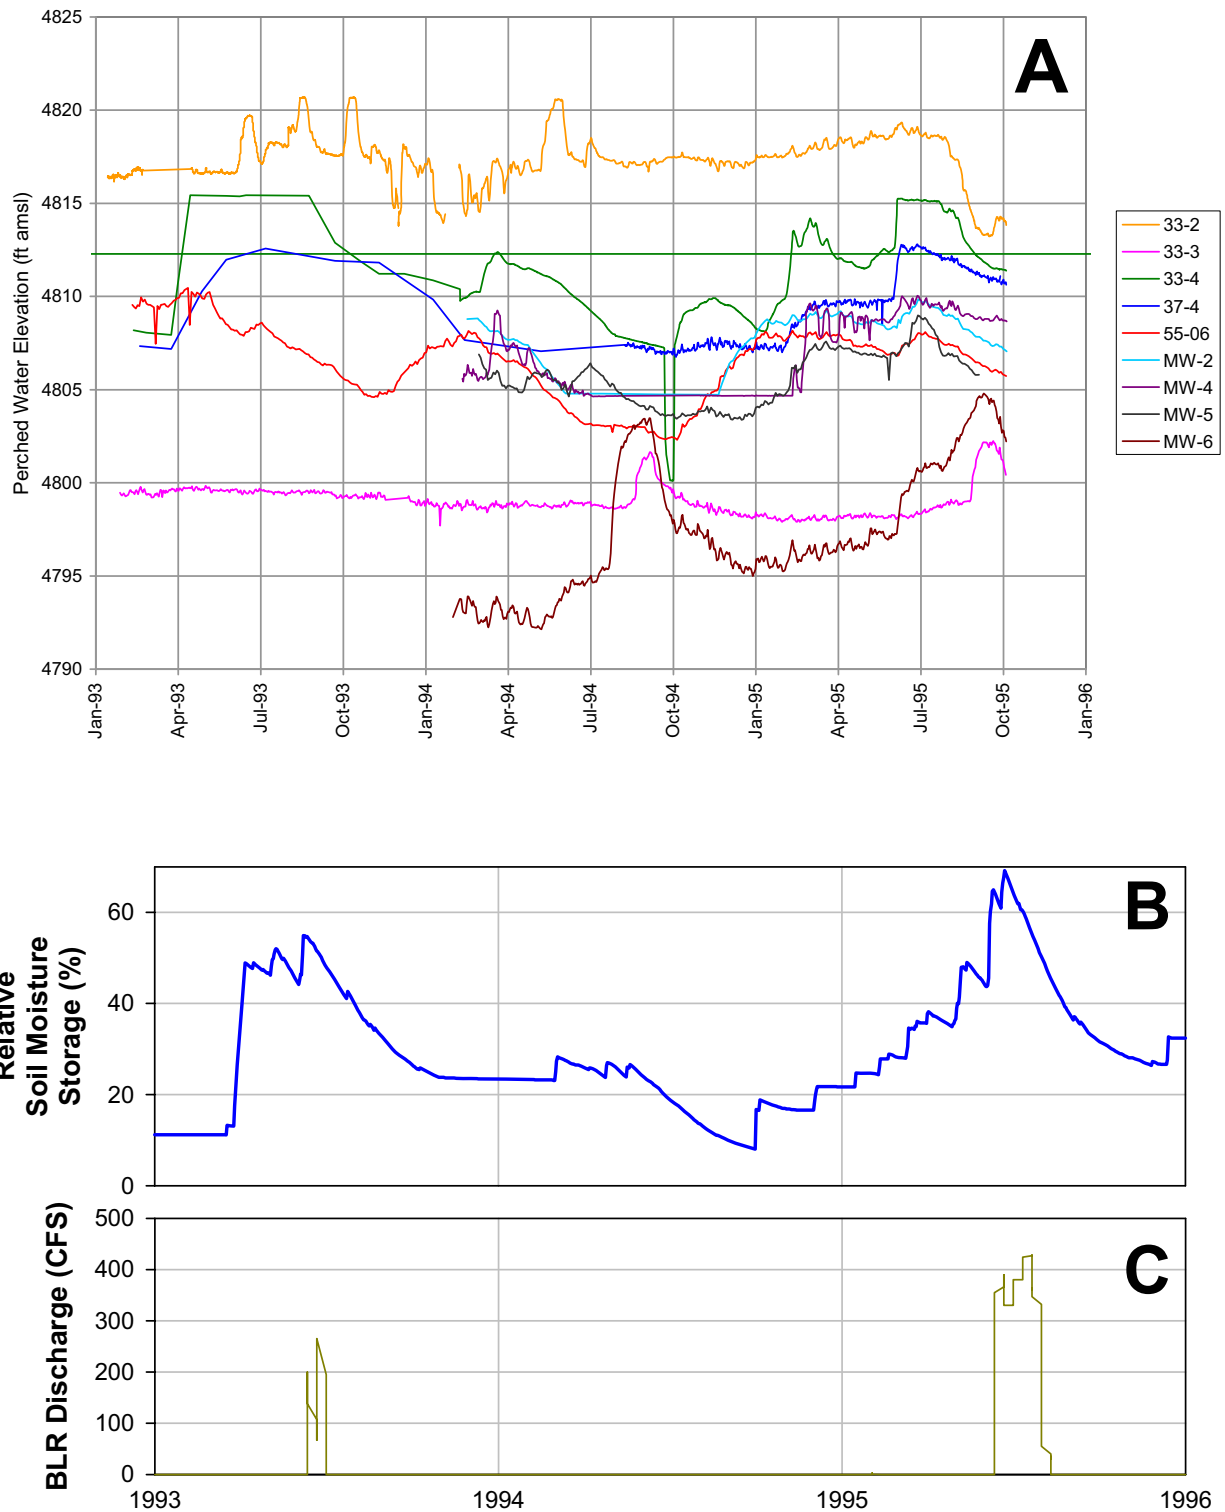 A
Perched Water Elevation (ft amsl)
4825
4820
4815
4810
4805
4800
4795
4790
Jan-93
Apr-93
Jul-93
Oct-93
Jan-94
Apr-94
Jul-94
Oct-94
Jan-95
Apr-95
Jul-95
Oct-95
Jan-96
33-2
33-3
33-4
37-4
55-06
MW-2
MW-4
MW-5
MW-6
B
Relative
Soil Moisture
Storage (%)
60
40
20
0
C
BLR Discharge (CFS)
500
400
300
200
100
0
1993
1994
1995
1996